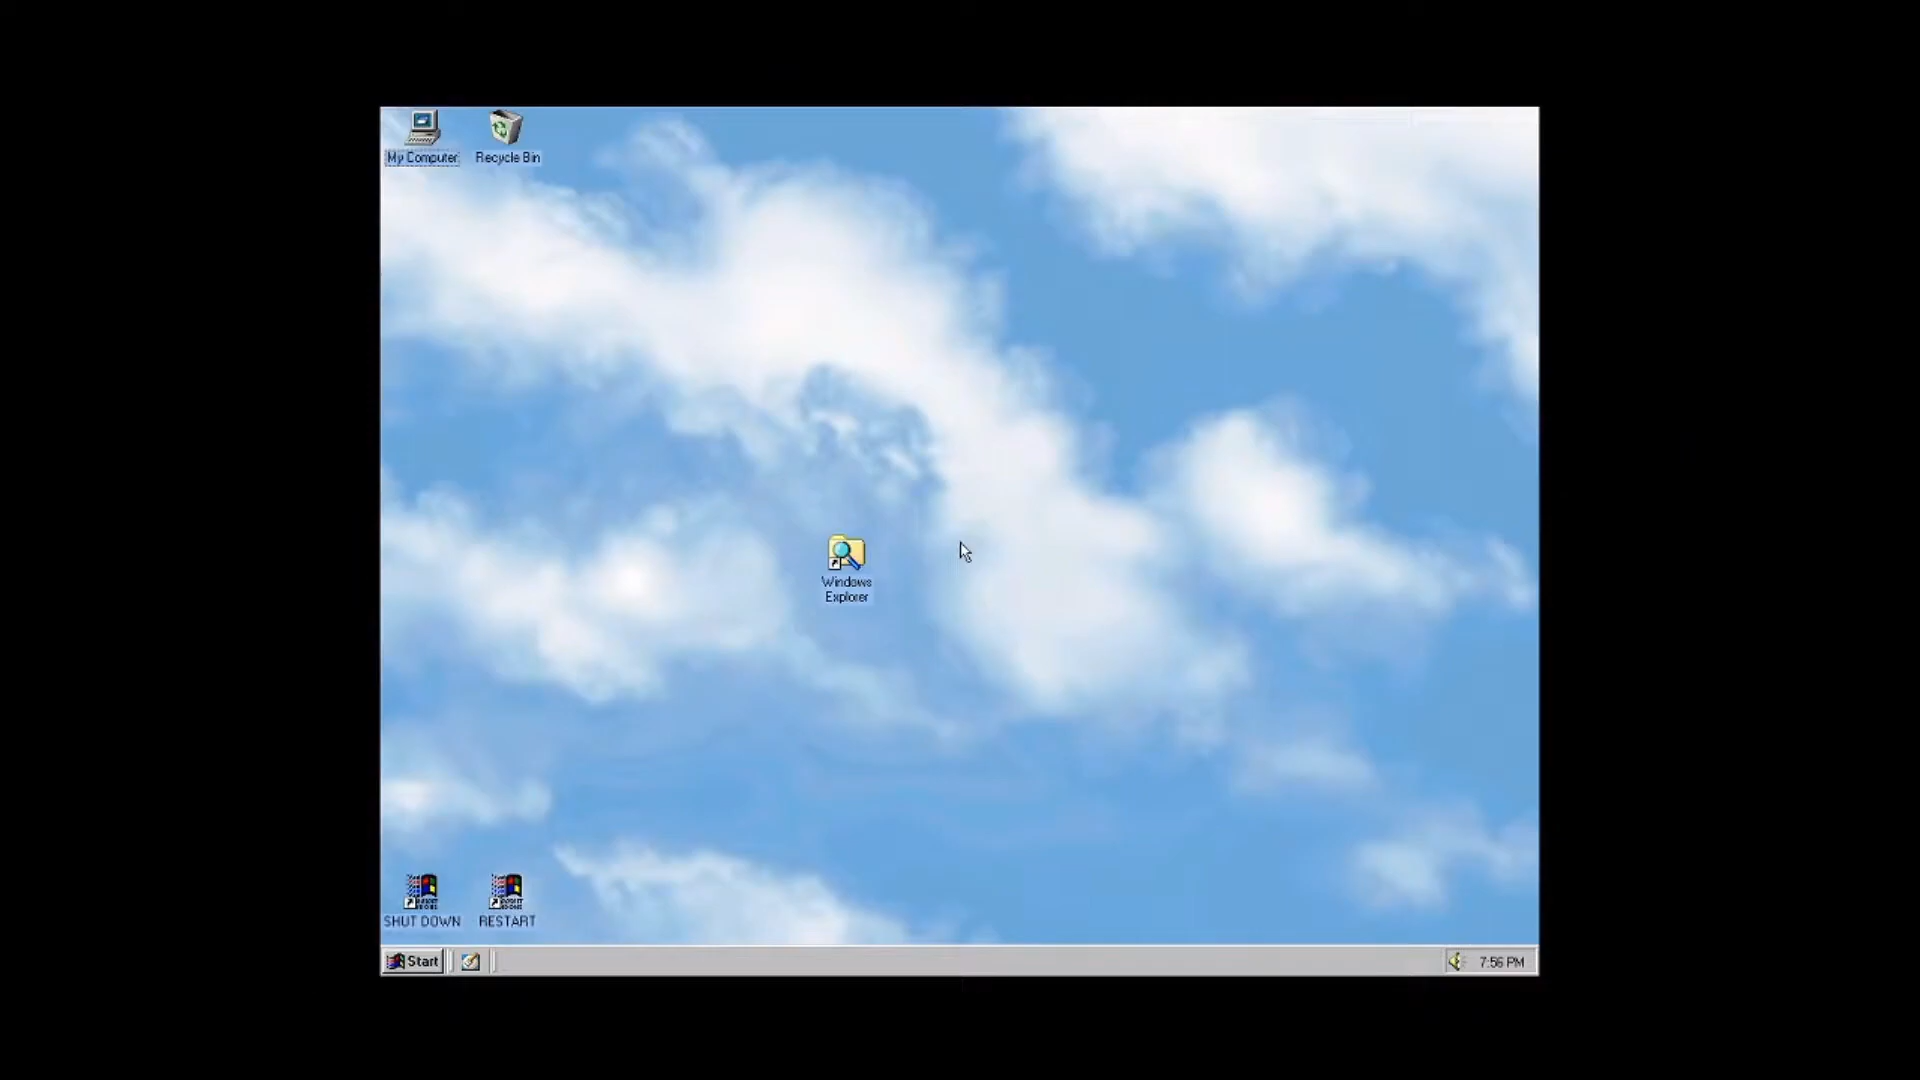 My Computer
Recycle Bin
Windows
Explorer
SHUT DOWN
RESTART
Start
7:56 PM